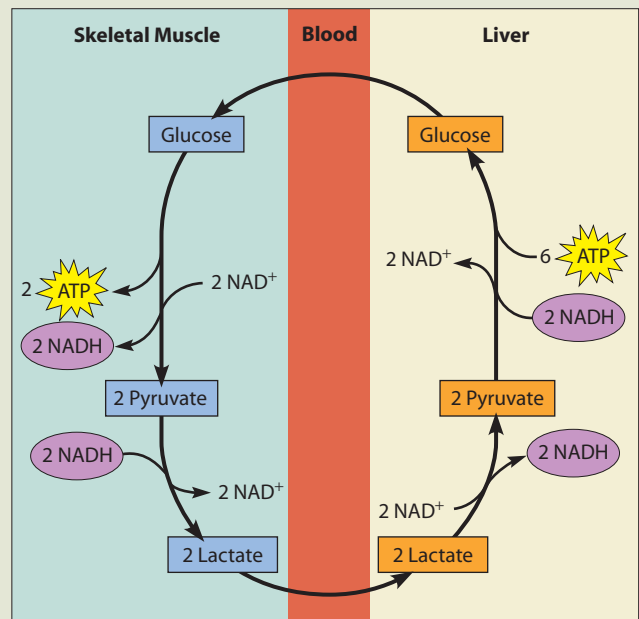 Skeletal Muscle
Blood
Liver
Glucose
Glucose
2 ATP
2 NAD⁺
2 NADH
2 NAD⁺
6 ATP
2 NADH
2 Pyruvate
2 Pyruvate
2 NADH
2 NAD⁺
2 NADH
2 NAD⁺
2 Lactate
2 Lactate